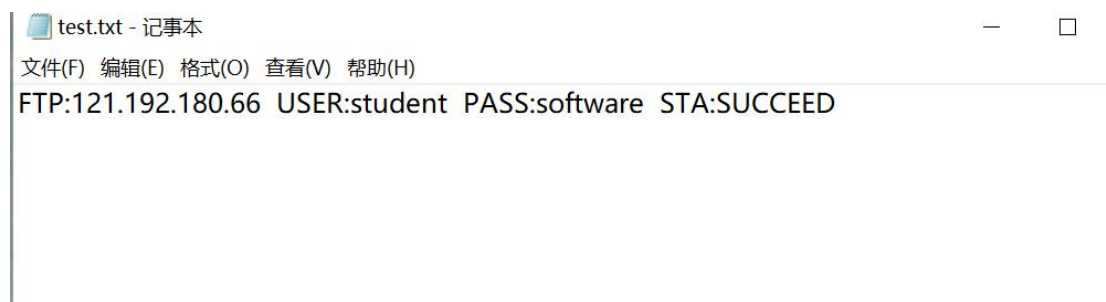 test.txt - 记事本
文件(F) 编辑(E) 格式(O) 查看(V) 帮助(H)
FTP:121.192.180.66 USER:student PASS:software STA:SUCCEED